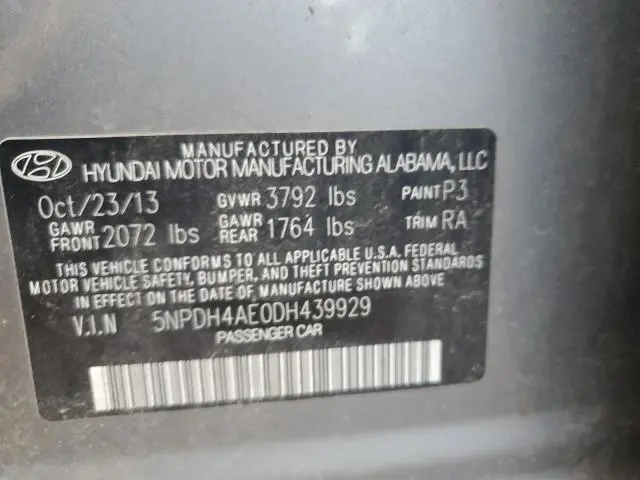 MANUFACTURED BY
HYUNDAI MOTOR MANUFACTURING ALABAMA, LLC
Oct/23/13 GVWR 3792 lbs PAINT P3
GAWR FRONT 2072 lbs GAWR REAR 1764 lbs TRIM RA
THIS VEHICLE CONFORMS TO ALL APPLICABLE U.S.A. FEDERAL
MOTOR VEHICLE SAFETY, BUMPER, AND THEFT PREVENTION STANDARDS
IN EFFECT ON THE DATE OF MANUFACTURE SHOWN ABOVE.
V.I.N 5NPDH4AE0DH439929
PASSENGER CAR